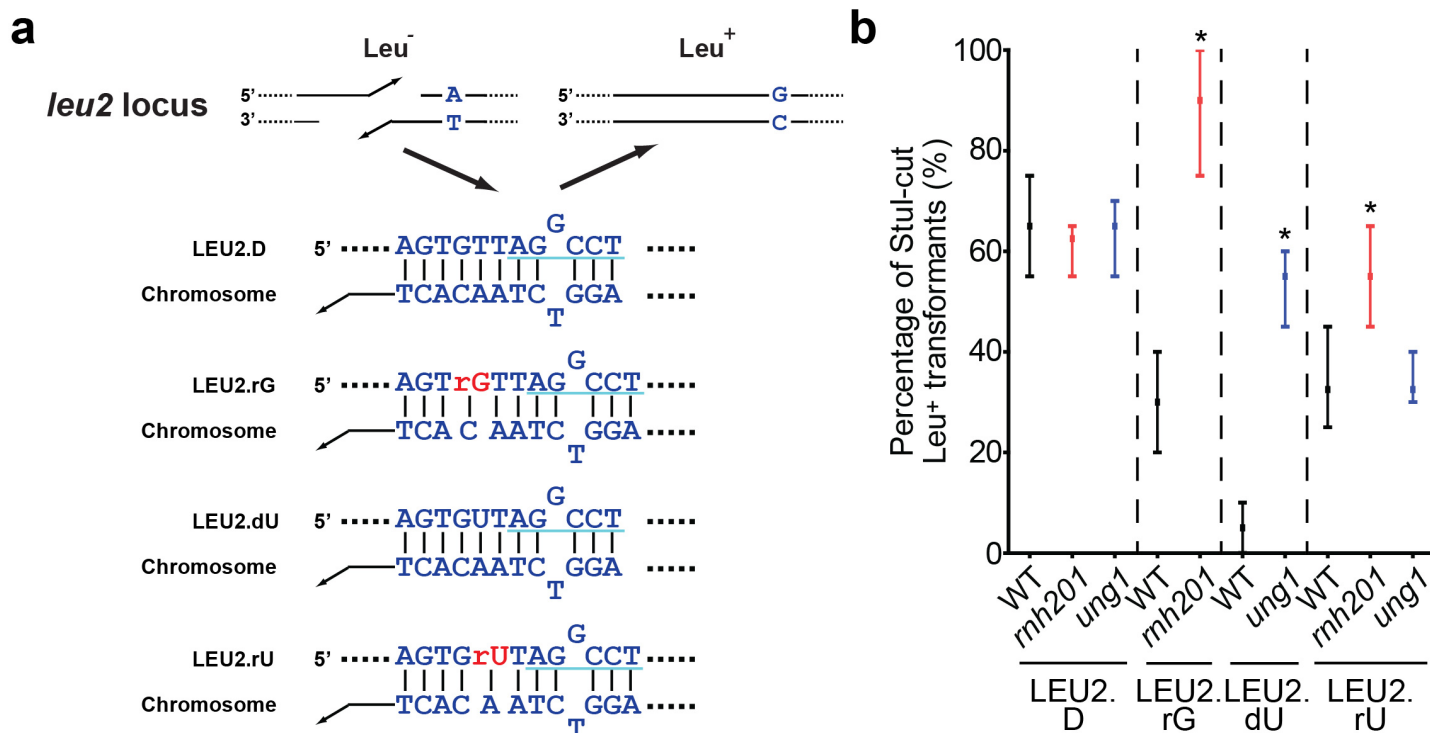 a
Leu⁻
Leu⁺
leu2 locus
5’
A
5’
G
3’
T
3’
C
G
LEU2.D
5’
AGTGTTAG CCT
Chromosome
TCACAATC GGA
T
G
LEU2.rG
5’
AGTrGTTAG CCT
Chromosome
TCA C AATC GGA
T
G
LEU2.dU
5’
AGTGUTAG CCT
Chromosome
TCACAATC GGA
T
G
LEU2.rU
5’
AGTGrUTAG CCT
Chromosome
TCAC A ATC GGA
T
b
Percentage of StuI-cut
Leu⁺ transformants (%)
100
80
60
40
20
0
*
*
*
WT
rnh201
ung1
WT
rnh201
WT
ung1
WT
rnh201
ung1
LEU2.
D
LEU2.
rG
LEU2.
dU
LEU2.
rU